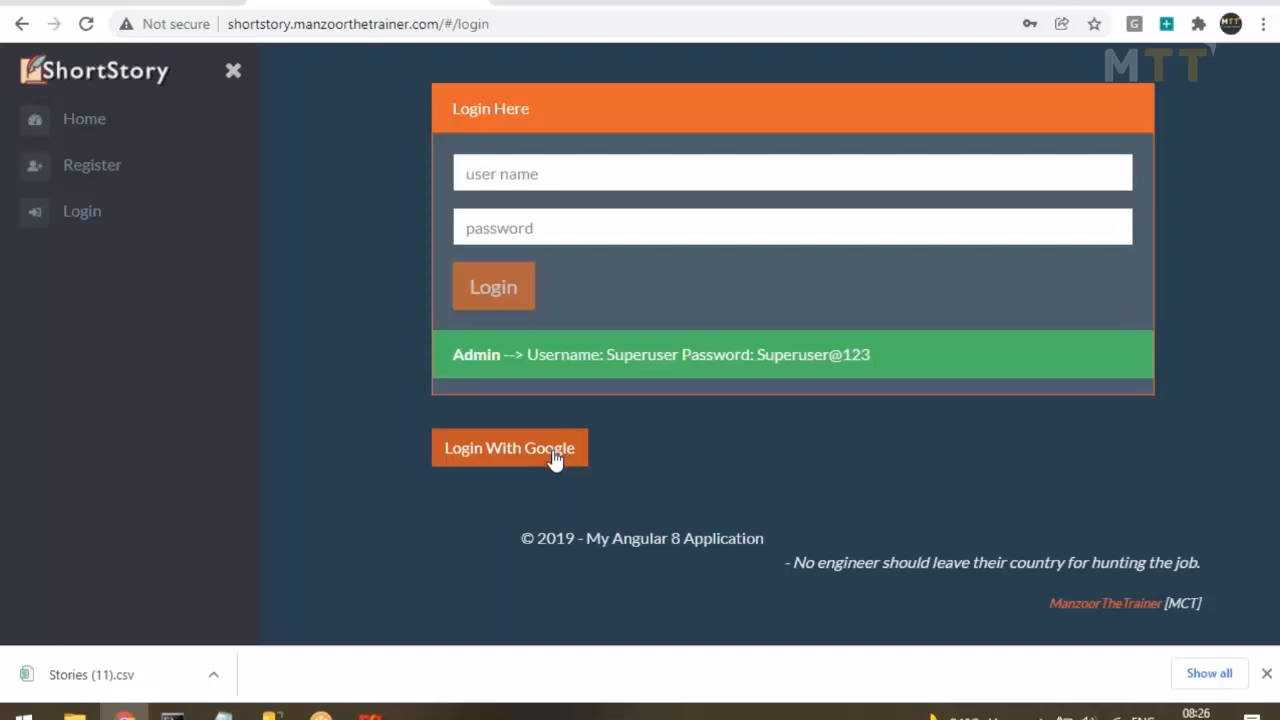 Not secure
shortstory.manzoorthetrainer.com/#/login
G
MTT
ShortStory
MTT
Home
Register
Login
Login Here
user name
password
Login
Admin --> Username: Superuser Password: Superuser@123
Login With Google
© 2019 - My Angular 8 Application
- No engineer should leave their country for hunting the job.
ManzoorTheTrainer [MCT]
Stories (11).csv
Show all
08:26